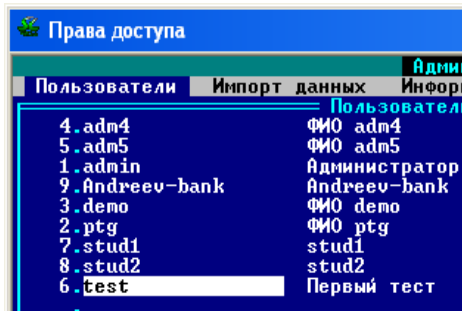 Права доступа
Адми
Пользователи Импорт данных Инфор
Пользовател
4.adm4 ФИО adm4
5.adm5 ФИО adm5
1.admin Администратор
9.Andreev-bank Andreev-bank
3.demo ФИО demo
2.ptg ФИО ptg
7.stud1 stud1
8.stud2 stud2
6.test Первый тест